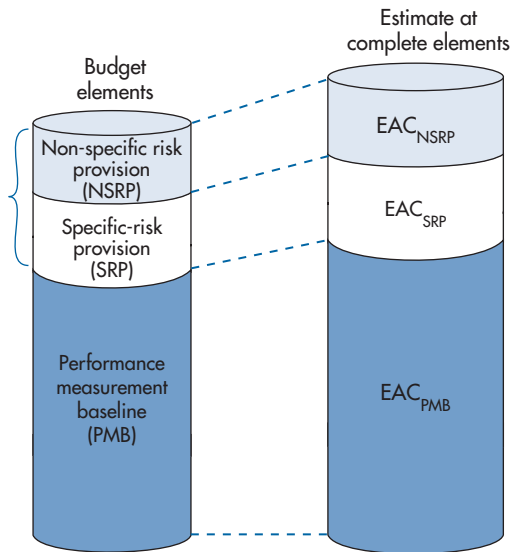 Budget
elements
Non-specific risk
provision
(NSRP)
Specific-risk
provision
(SRP)
Performance
measurement
baseline
(PMB)
Estimate at
complete elements
EACNSRP
EACSRP
EACPMB